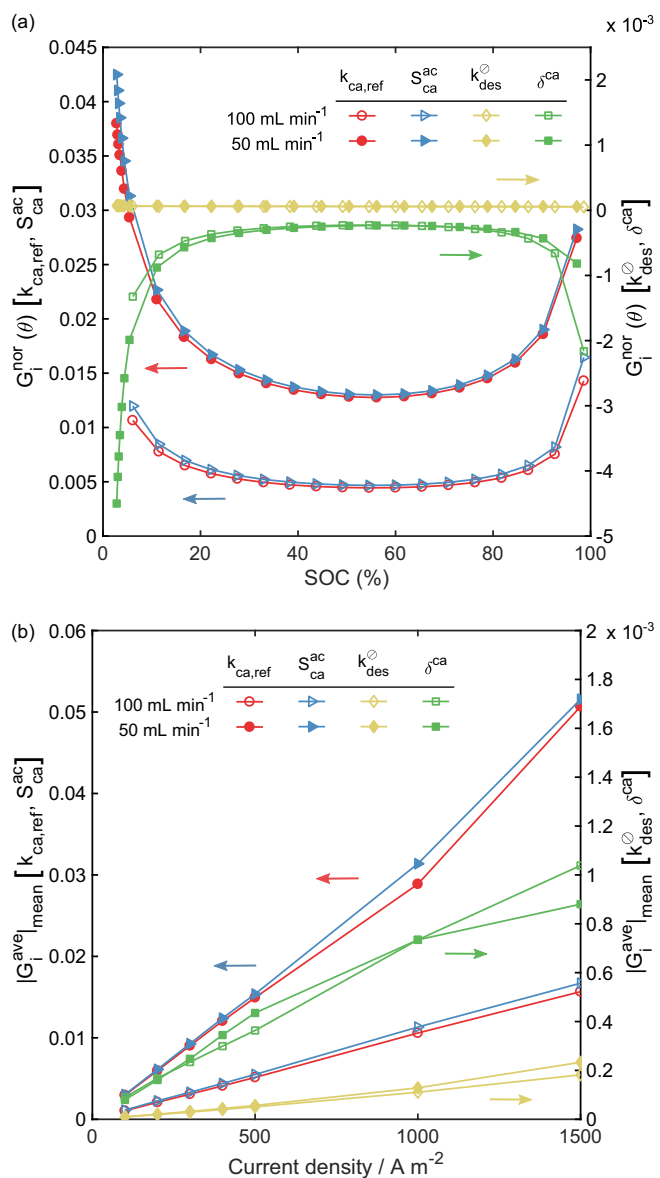 (a)
x 10⁻³
0.045
0.04
0.035
0.03
0.025
0.02
0.015
0.01
0.005
0
G_i^nor (θ) [k_ca,ref, S_ca^ac]
k_ca,ref S_ca^ac k_des^∅ δ^ca
100 mL min⁻¹
50 mL min⁻¹
2
1
0
-1
-2
-3
-4
-5
G_i^nor (θ) [k_des^∅, δ^ca]
0 20 40 60 80 100
SOC (%)
(b)
x 10⁻³
0.06
0.05
0.04
0.03
0.02
0.01
0
|G_i^ave|_mean [k_ca,ref, S_ca^ac]
k_ca,ref S_ca^ac k_des^∅ δ^ca
100 mL min⁻¹
50 mL min⁻¹
2
1.8
1.6
1.4
1.2
1
0.8
0.6
0.4
0.2
0
|G_i^ave|_mean [k_des^∅, δ^ca]
0 500 1000 1500
Current density / A m⁻²